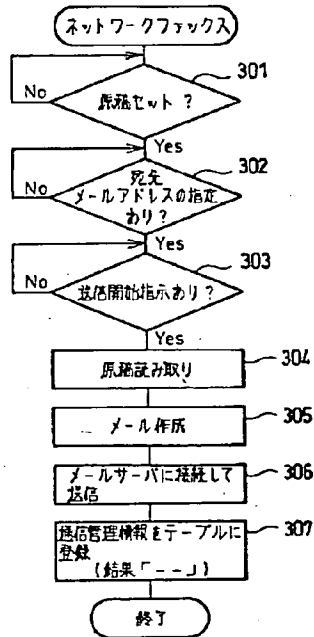 ネットワークファックス
301
原稿セット?
No
Yes
302
宛先
メールアドレスの指定
あり?
No
Yes
303
送信開始指示あり?
No
Yes
304
原稿読み取り
305
メール作成
306
メールサーバに接続して
送信
307
送信管理情報をテーブルに
登録
(結果「--」)
終了